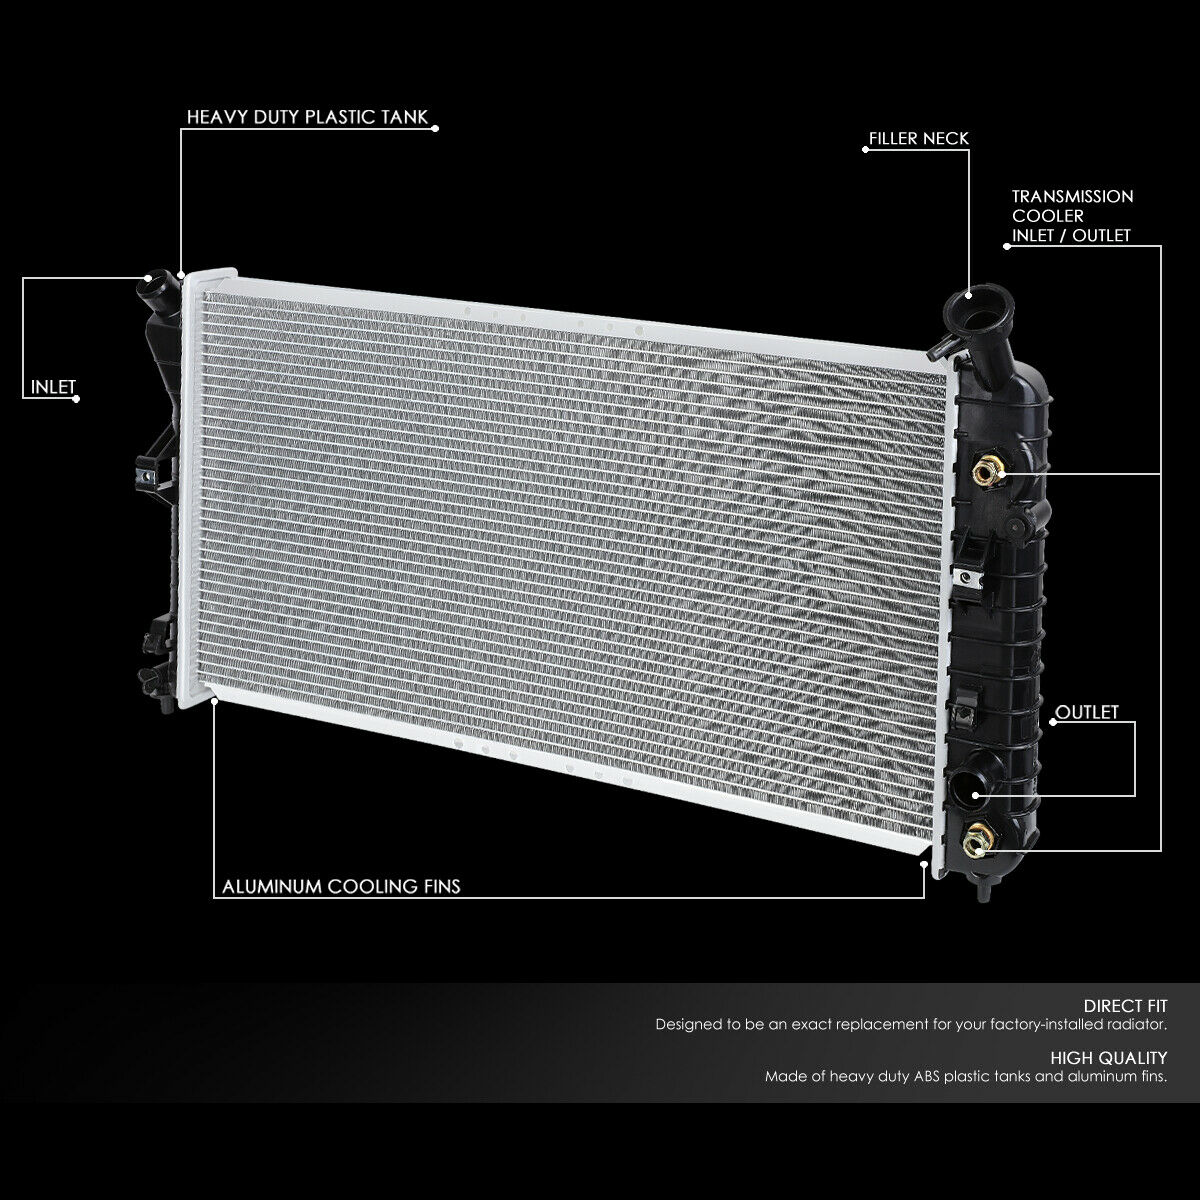 HEAVY DUTY PLASTIC TANK
FILLER NECK
TRANSMISSION
COOLER
INLET / OUTLET
INLET
OUTLET
ALUMINUM COOLING FINS
DIRECT FIT
Designed to be an exact replacement for your factory-installed radiator.
HIGH QUALITY
Made of heavy duty ABS plastic tanks and aluminum fins.